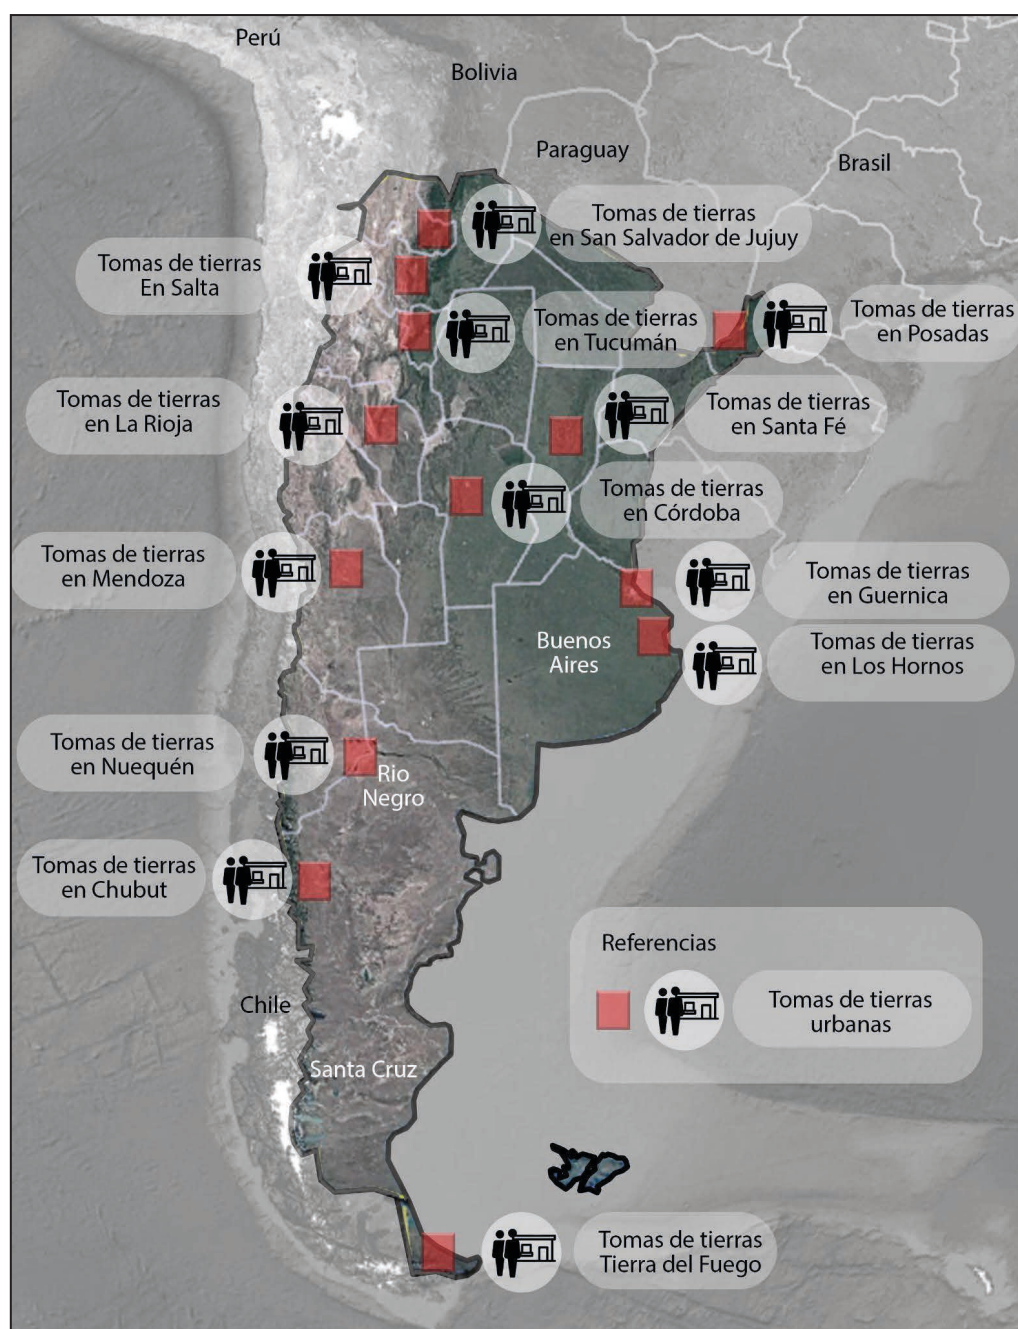 Perú
Bolivia
Paraguay
Brasil
Tomas de tierras
en San Salvador de Jujuy
Tomas de tierras
En Salta
Tomas de tierras
en Tucumán
Tomas de tierras
en Posadas
Tomas de tierras
en La Rioja
Tomas de tierras
en Santa Fé
Tomas de tierras
en Córdoba
Tomas de tierras
en Mendoza
Tomas de tierras
en Guernica
Buenos
Aires
Tomas de tierras
en Los Hornos
Tomas de tierras
en Nuequén
Rio
Negro
Tomas de tierras
en Chubut
Referencias
Tomas de tierras
urbanas
Chile
Santa Cruz
Tomas de tierras
Tierra del Fuego